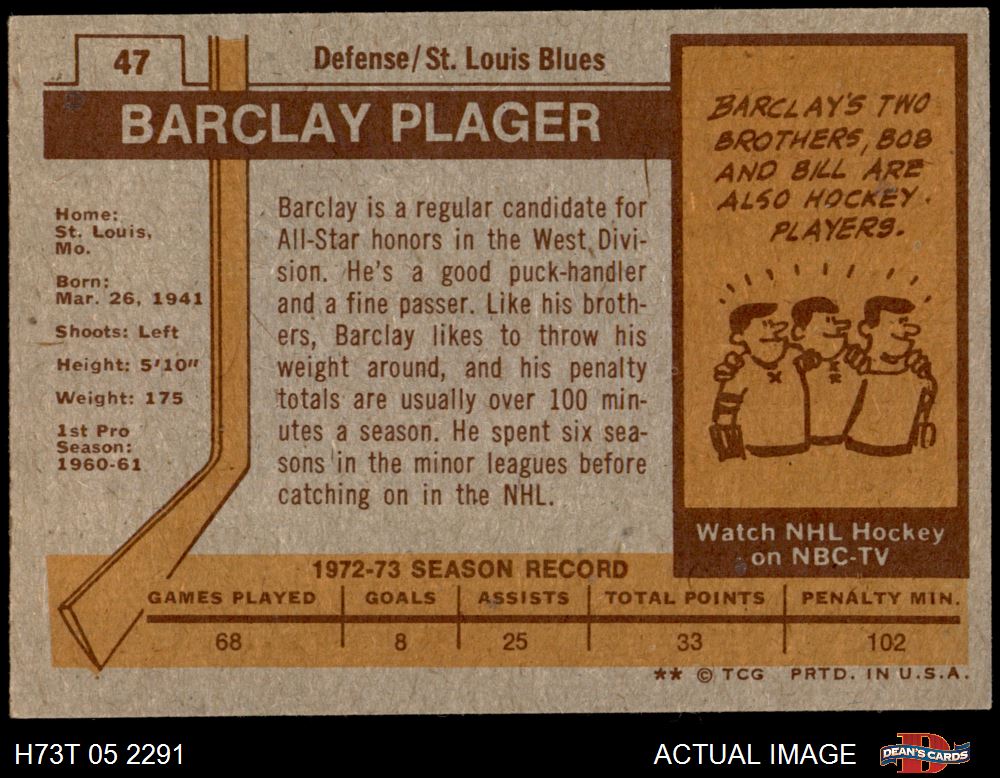 47
Defense/St. Louis Blues
BARCLAY PLAGER
Home:
St. Louis,
Mo.
Born:
Mar. 26, 1941
Shoots: Left
Height: 5'10"
Weight: 175
1st Pro
Season:
1960-61
Barclay is a regular candidate for
All-Star honors in the West Divi-
sion. He's a good puck-handler
and a fine passer. Like his broth-
ers, Barclay likes to throw his
weight around, and his penalty
totals are usually over 100 min-
utes a season. He spent six sea-
sons in the minor leagues before
catching on in the NHL.
BARCLAY'S TWO
BROTHERS, BOB
AND BILL ARE
ALSO HOCKEY
PLAYERS.
Watch NHL Hockey
on NBC-TV
1972-73 SEASON RECORD
GAMES PLAYED GOALS ASSISTS TOTAL POINTS PENALTY MIN.
68 8 25 33 102
** © TCG PRTD. IN U.S.A.
H73T 05 2291
ACTUAL IMAGE
DEAN'S CARDS